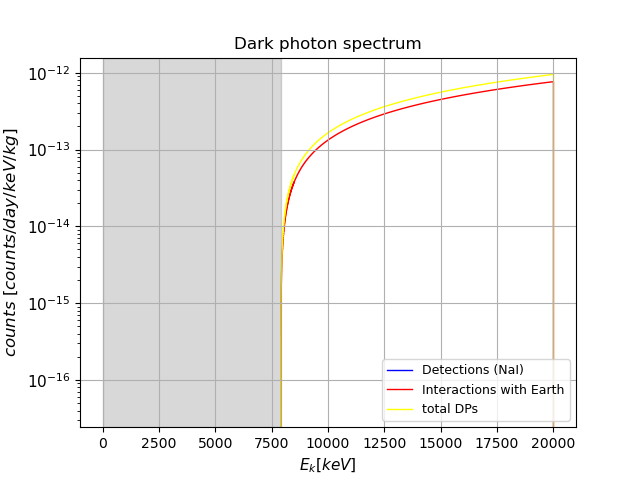 Dark photon spectrum
counts [counts/day/keV/kg]
10⁻¹²
10⁻¹³
10⁻¹⁴
10⁻¹⁵
10⁻¹⁶
Detections (NaI)
Interactions with Earth
total DPs
0 2500 5000 7500 10000 12500 15000 17500 20000
Eₖ[keV]